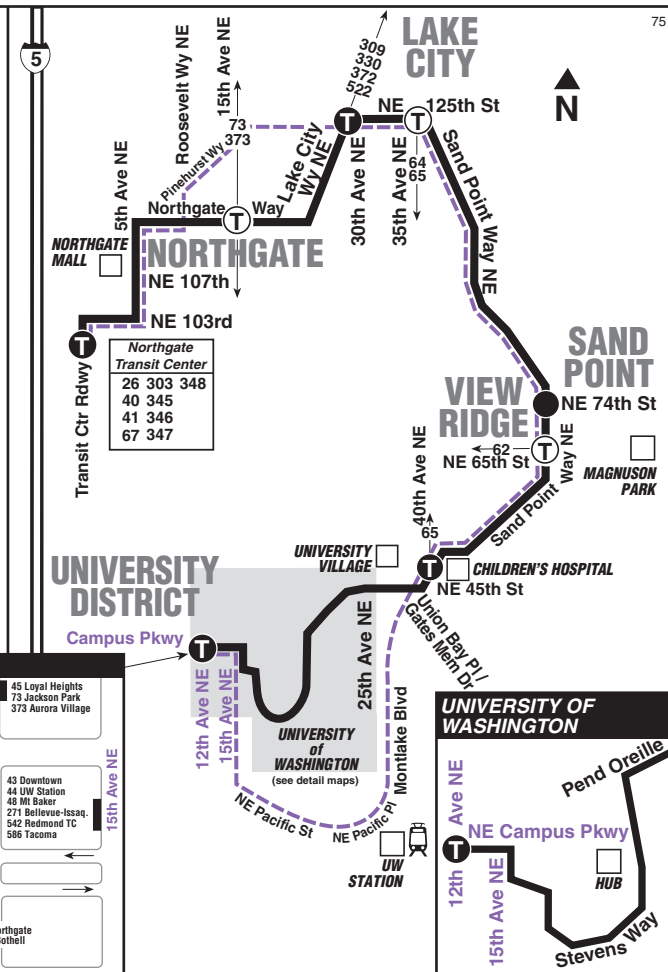 75
5
LAKE
CITY
309
330
372
522
N
15th Ave NE
Roosevelt Wy NE
73
373
Pinehurst Wy
5th Ave NE
NE 125th St
T
T
Lake City
Wy NE
30th Ave NE
35th Ave NE
64
65
Sand Point Way NE
Northgate Way
T
NORTHGATE
MALL
NORTHGATE
NE 107th
NE 103rd
T
Transit Ctr Rdwy
Northgate
Transit Center
26 303 348
40 345
41 346
67 347
SAND
POINT
VIEW
RIDGE
NE 74th St
62
T
NE 65th St
Sand Point Way NE
MAGNUSON
PARK
40th Ave NE
65
UNIVERSITY
VILLAGE
T
CHILDREN'S HOSPITAL
NE 45th St
Union Bay Pl /
Gates Mem Dr
UNIVERSITY
DISTRICT
Campus Pkwy
T
12th Ave NE
15th Ave NE
25th Ave NE
Montlake Blvd
UNIVERSITY
of
WASHINGTON
(see detail maps)
NE Pacific St
NE Pacific Pl
UW
STATION
45 Loyal Heights
73 Jackson Park
373 Aurora Village
43 Downtown
44 UW Station
48 Mt Baker
271 Bellevue-Issaq.
542 Redmond TC
586 Tacoma
15th Ave NE
orthgate
othell
UNIVERSITY OF
WASHINGTON
Pend Oreille
12th Ave NE
NE Campus Pkwy
T
15th Ave NE
HUB
Stevens Way